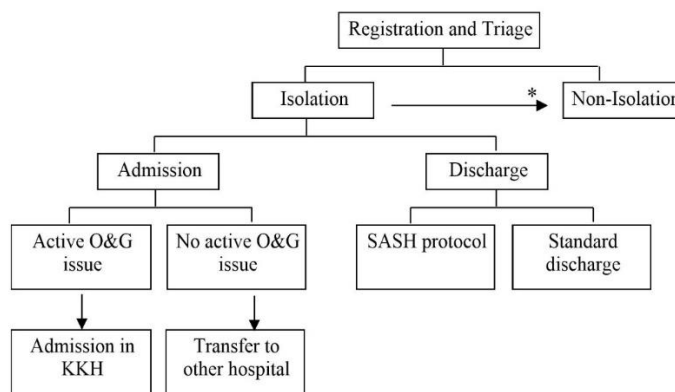 Registration and Triage
Isolation
*
Non-Isolation
Admission
Discharge
Active O&G
issue
No active O&G
issue
SASH protocol
Standard
discharge
Admission in
KKH
Transfer to
other hospital